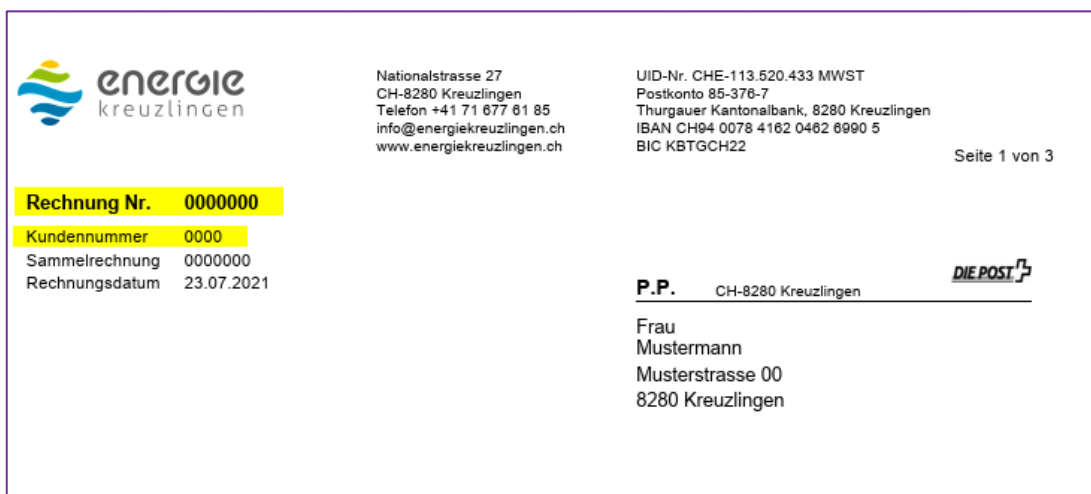 energie
kreuzlingen
Nationalstrasse 27
CH-8280 Kreuzlingen
Telefon +41 71 677 61 85
info@energiekreuzlingen.ch
www.energiekreuzlingen.ch
UID-Nr. CHE-113.520.433 MWST
Postkonto 85-376-7
Thurgauer Kantonalbank, 8280 Kreuzlingen
IBAN CH94 0078 4162 0462 6990 5
BIC KBTGCH22
Seite 1 von 3
Rechnung Nr. 0000000
Kundennummer 0000
Sammelrechnung 0000000
Rechnungsdatum 23.07.2021
DIE POST
P.P. CH-8280 Kreuzlingen
Frau
Mustermann
Musterstrasse 00
8280 Kreuzlingen